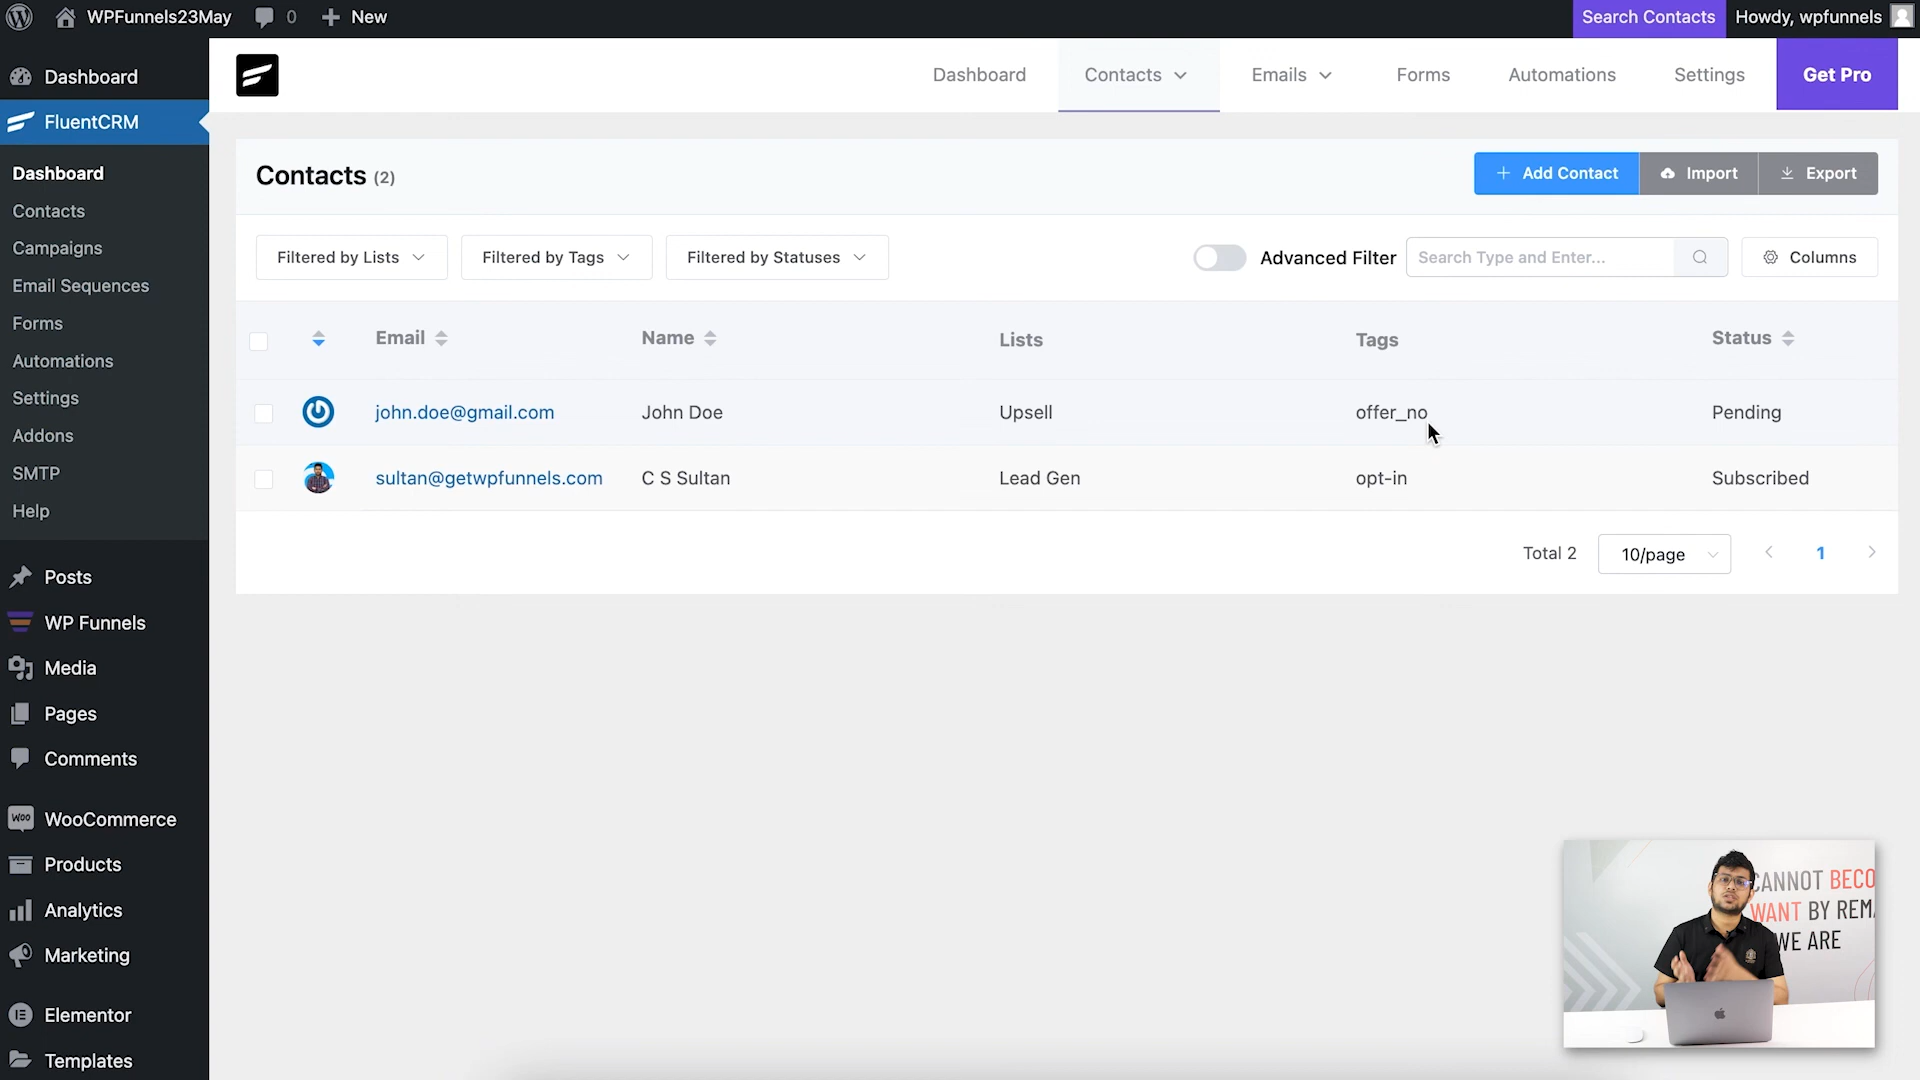 WPFunnels23May
0
New
Search Contacts
Howdy, wpfunnels
Dashboard
FluentCRM
Dashboard
Contacts
Campaigns
Email Sequences
Forms
Automations
Settings
Addons
SMTP
Help
Posts
WP Funnels
Media
Pages
Comments
WooCommerce
Products
Analytics
Marketing
Elementor
Templates
Dashboard
Contacts
Emails
Forms
Automations
Settings
Get Pro
Contacts (2)
Add Contact
Import
Export
Filtered by Lists
Filtered by Tags
Filtered by Statuses
Advanced Filter
Search Type and Enter...
Columns
Email Name Lists Tags Status
john.doe@gmail.com John Doe Upsell offer_no Pending
sultan@getwpfunnels.com C S Sultan Lead Gen opt-in Subscribed
Total 2
10/page
1
CANNOT BECO
WANT BY REM
WE ARE